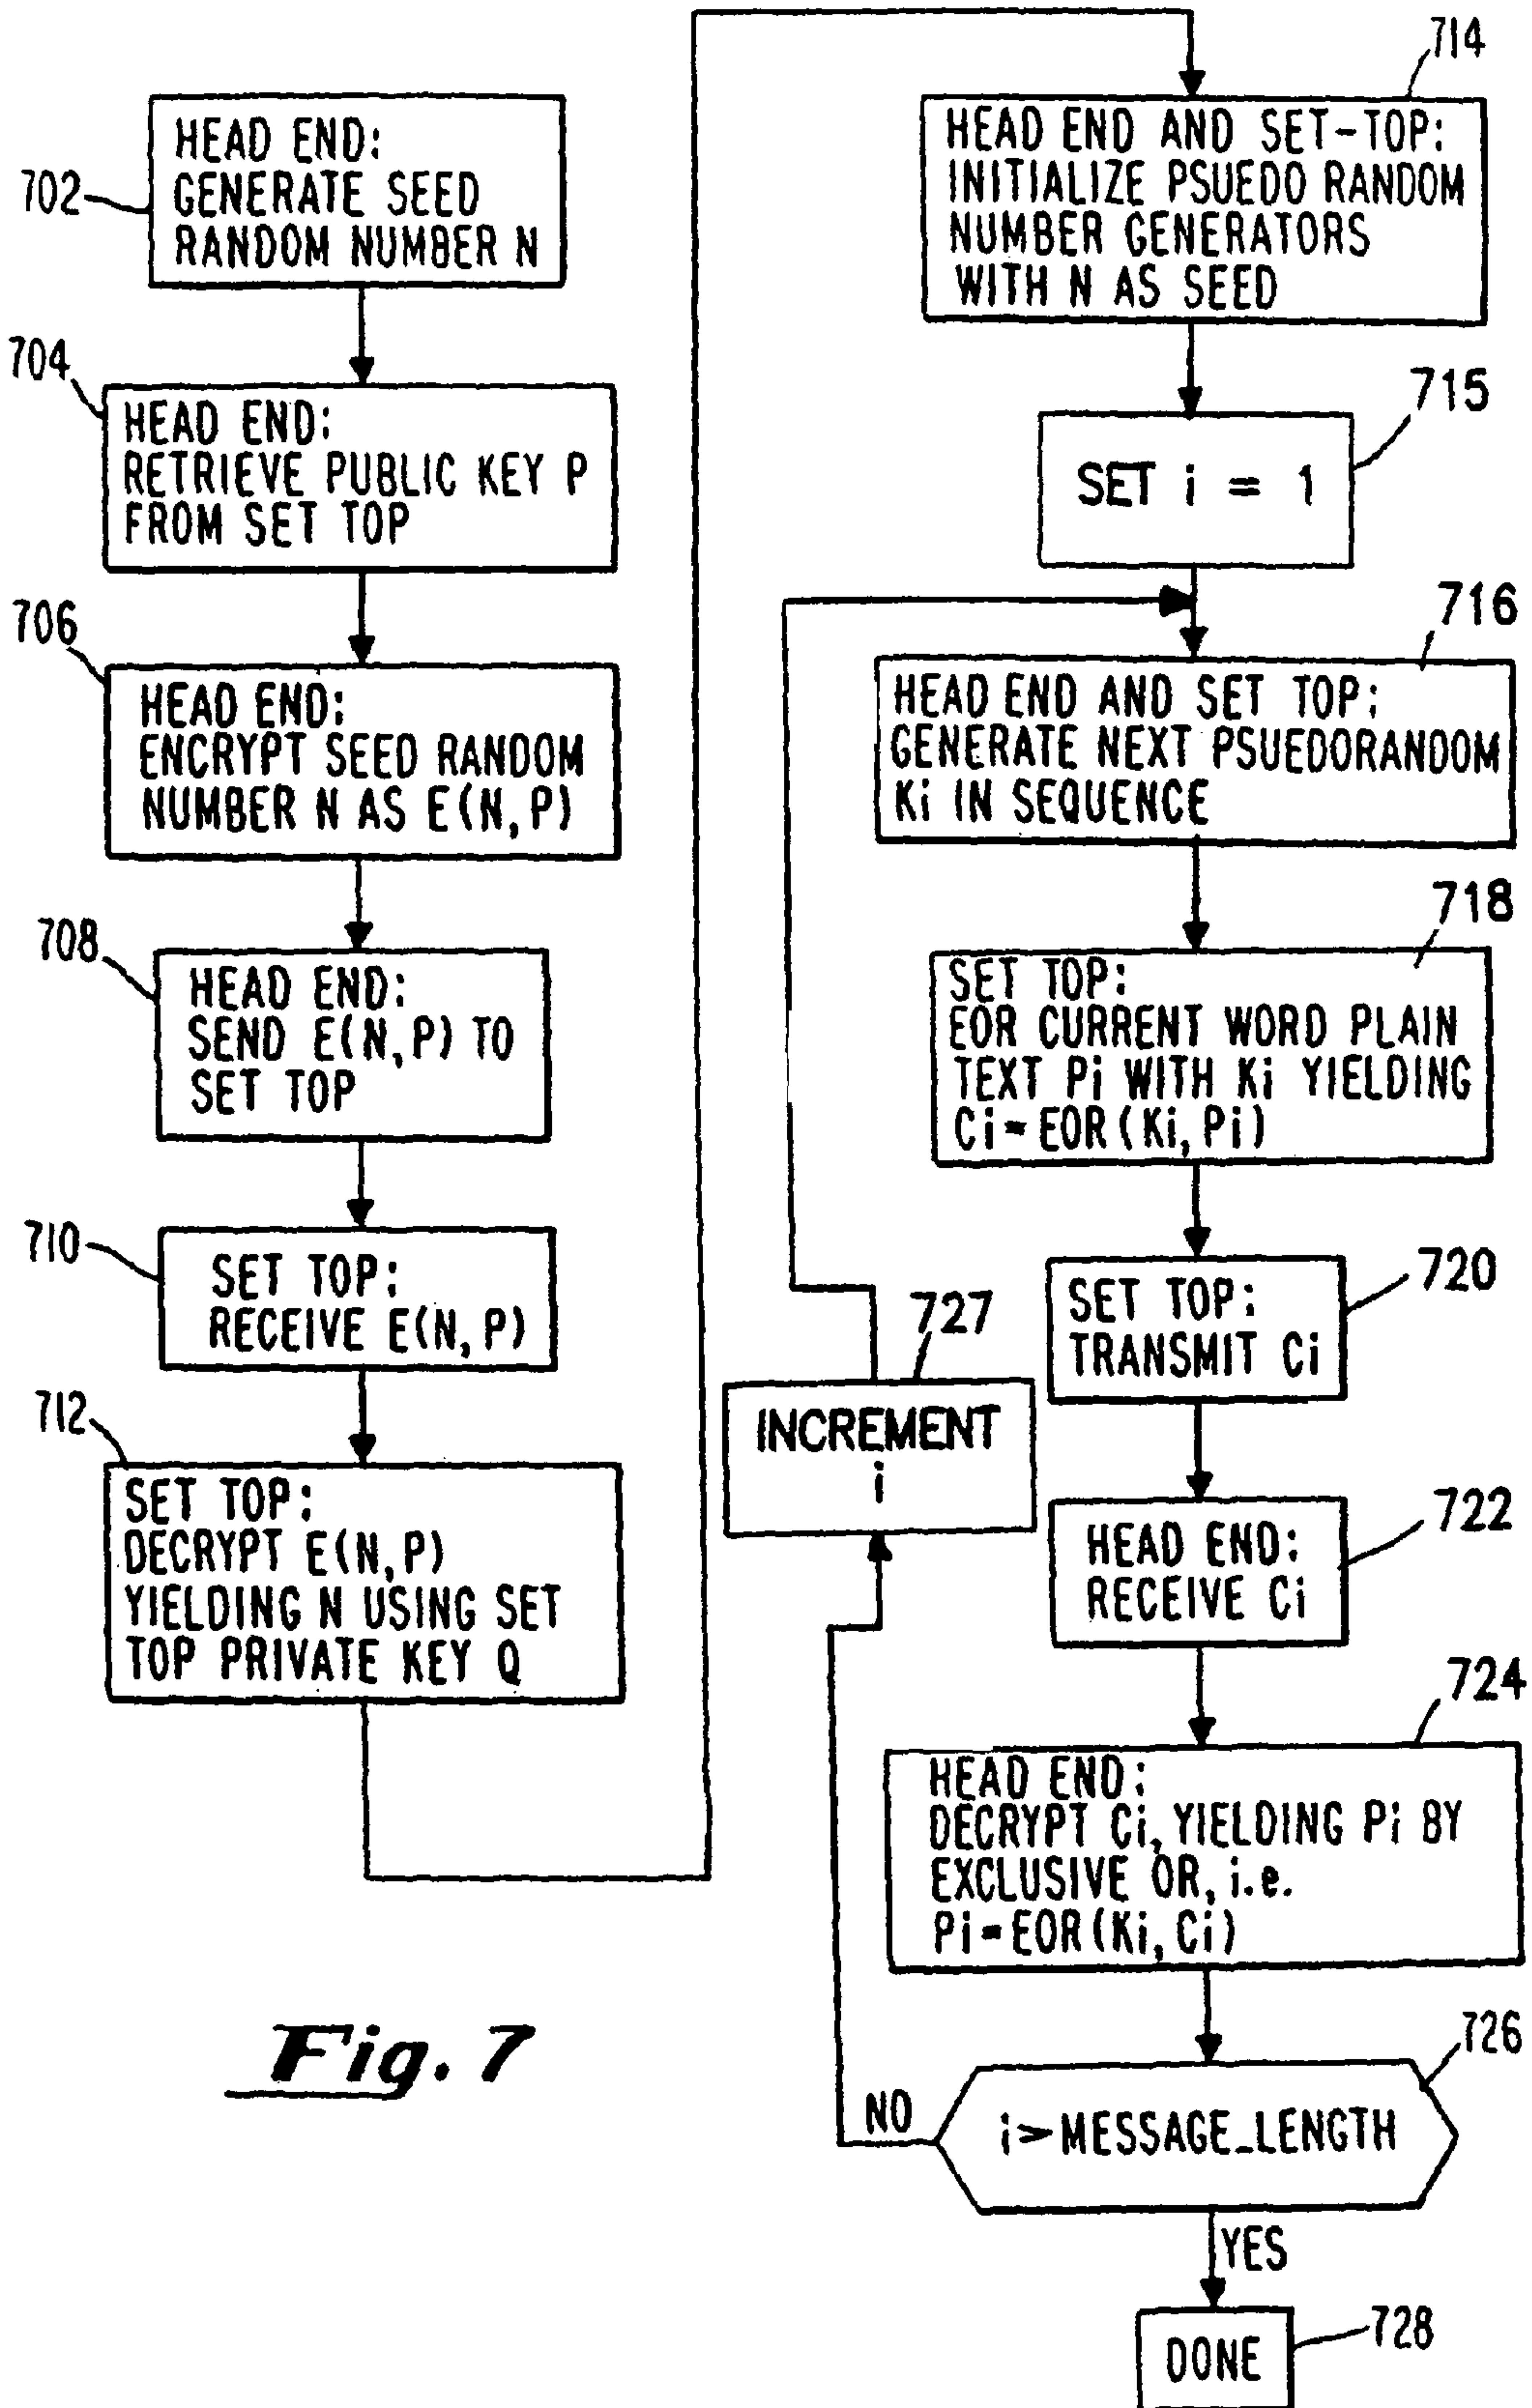 702
HEAD END:
GENERATE SEED
RANDOM NUMBER N
704
HEAD END:
RETRIEVE PUBLIC KEY P
FROM SET TOP
706
HEAD END:
ENCRYPT SEED RANDOM
NUMBER N AS E(N, P)
708
HEAD END:
SEND E(N, P) TO
SET TOP
710
SET TOP:
RECEIVE E(N, P)
712
SET TOP:
DECRYPT E(N, P)
YIELDING N USING SET
TOP PRIVATE KEY Q
714
HEAD END AND SET-TOP:
INITIALIZE PSUEDO RANDOM
NUMBER GENERATORS
WITH N AS SEED
715
SET i = 1
716
HEAD END AND SET TOP:
GENERATE NEXT PSUEDORANDOM
Ki IN SEQUENCE
718
SET TOP:
EOR CURRENT WORD PLAIN
TEXT Pi WITH Ki YIELDING
Ci=EOR(Ki, Pi)
720
SET TOP:
TRANSMIT Ci
727
INCREMENT
i
722
HEAD END:
RECEIVE Ci
724
HEAD END:
DECRYPT Ci, YIELDING Pi BY
EXCLUSIVE OR, i.e.
Pi=EOR(Ki, Ci)
726
i>MESSAGE_LENGTH
NO
YES
728
DONE
Fig. 7